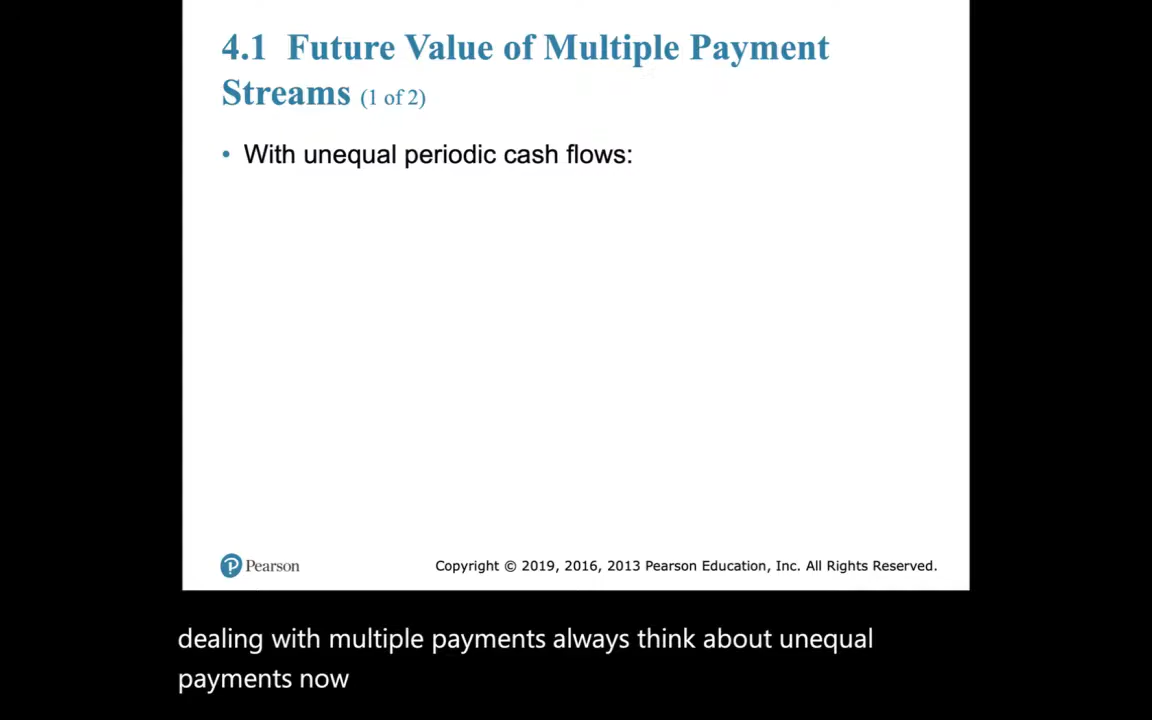 4.1 Future Value of Multiple Payment
Streams (1 of 2)
• With unequal periodic cash flows:
Pearson
Copyright © 2019, 2016, 2013 Pearson Education, Inc. All Rights Reserved.
dealing with multiple payments always think about unequal
payments now